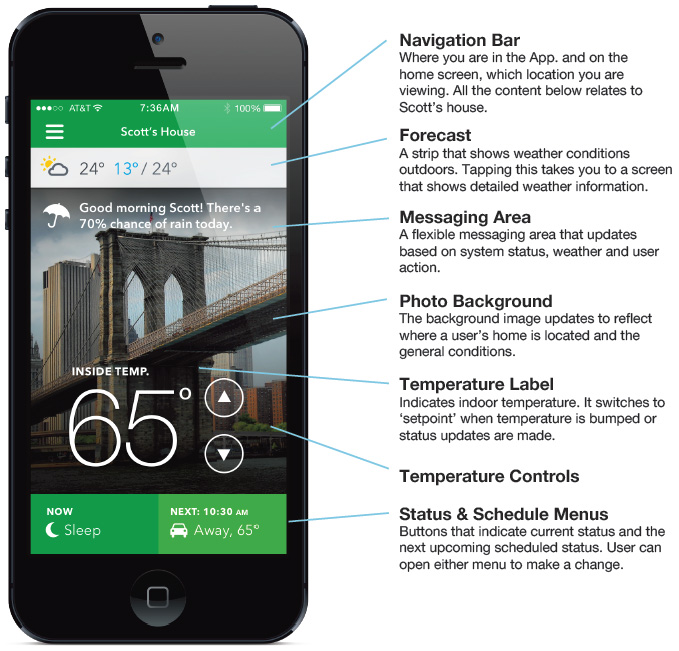 AT&T 7:36AM 100%
Scott's House
24° 13° / 24°
Good morning Scott! There's a
70% chance of rain today.
INSIDE TEMP.
65°
NOW
Sleep
NEXT: 10:30 AM
Away, 65°
Navigation Bar
Where you are in the App. and on the
home screen, which location you are
viewing. All the content below relates to
Scott's house.
Forecast
A strip that shows weather conditions
outdoors. Tapping this takes you to a screen
that shows detailed weather information.
Messaging Area
A flexible messaging area that updates
based on system status, weather and user
action.
Photo Background
The background image updates to reflect
where a user's home is located and the
general conditions.
Temperature Label
Indicates indoor temperature. It switches to
‘setpoint’ when temperature is bumped or
status updates are made.
Temperature Controls
Status & Schedule Menus
Buttons that indicate current status and the
next upcoming scheduled status. User can
open either menu to make a change.